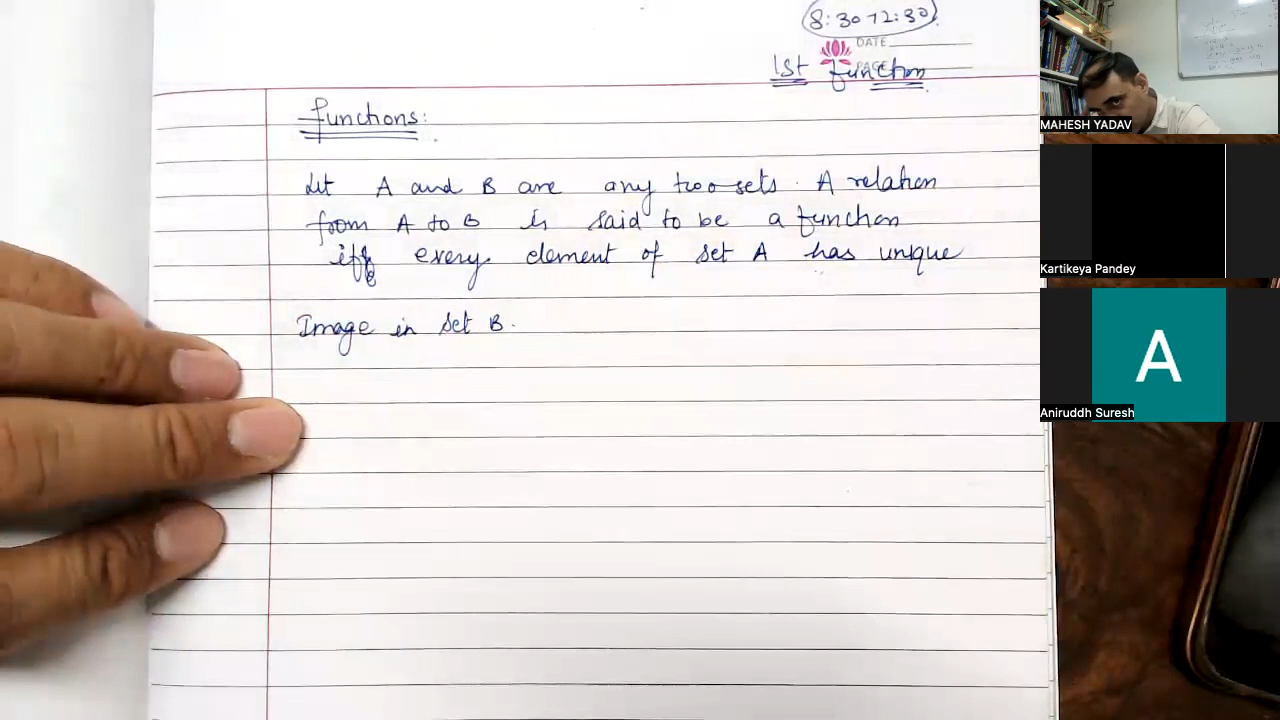 8:30 - 12:30
DATE
PAGE
1st function
functions:
Let A and B are any two sets. A relation
from A to B is said to be a function
iff every element of set A has unique
Image in set B.
MAHESH YADAV
Kartikeya Pandey
A
Aniruddh Suresh